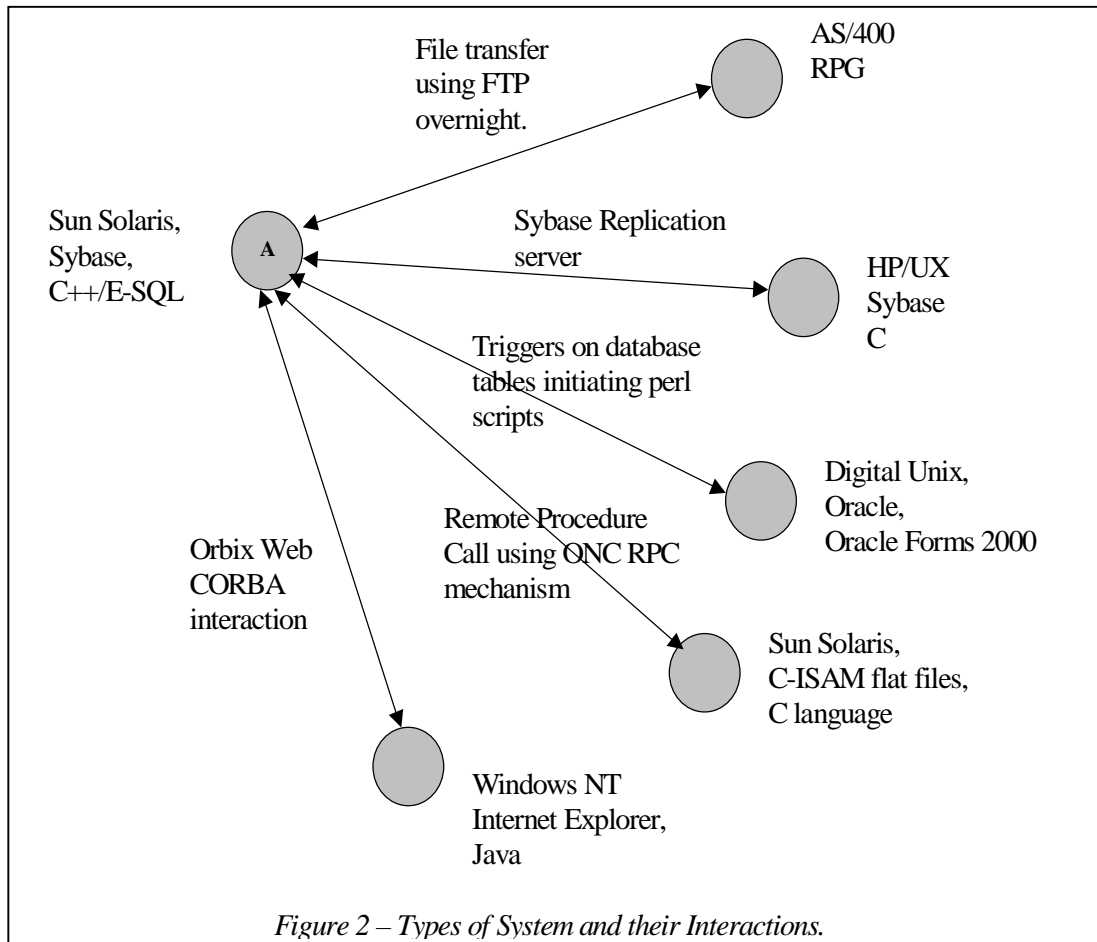 File transfer
using FTP
overnight.
AS/400
RPG
Sun Solaris,
Sybase,
C++/E-SQL
A
Sybase Replication
server
HP/UX
Sybase
C
Triggers on database
tables initiating perl
scripts
Digital Unix,
Oracle,
Oracle Forms 2000
Remote Procedure
Call using ONC RPC
mechanism
Orbix Web
CORBA
interaction
Sun Solaris,
C-ISAM flat files,
C language
Windows NT
Internet Explorer,
Java
Figure 2 – Types of System and their Interactions.